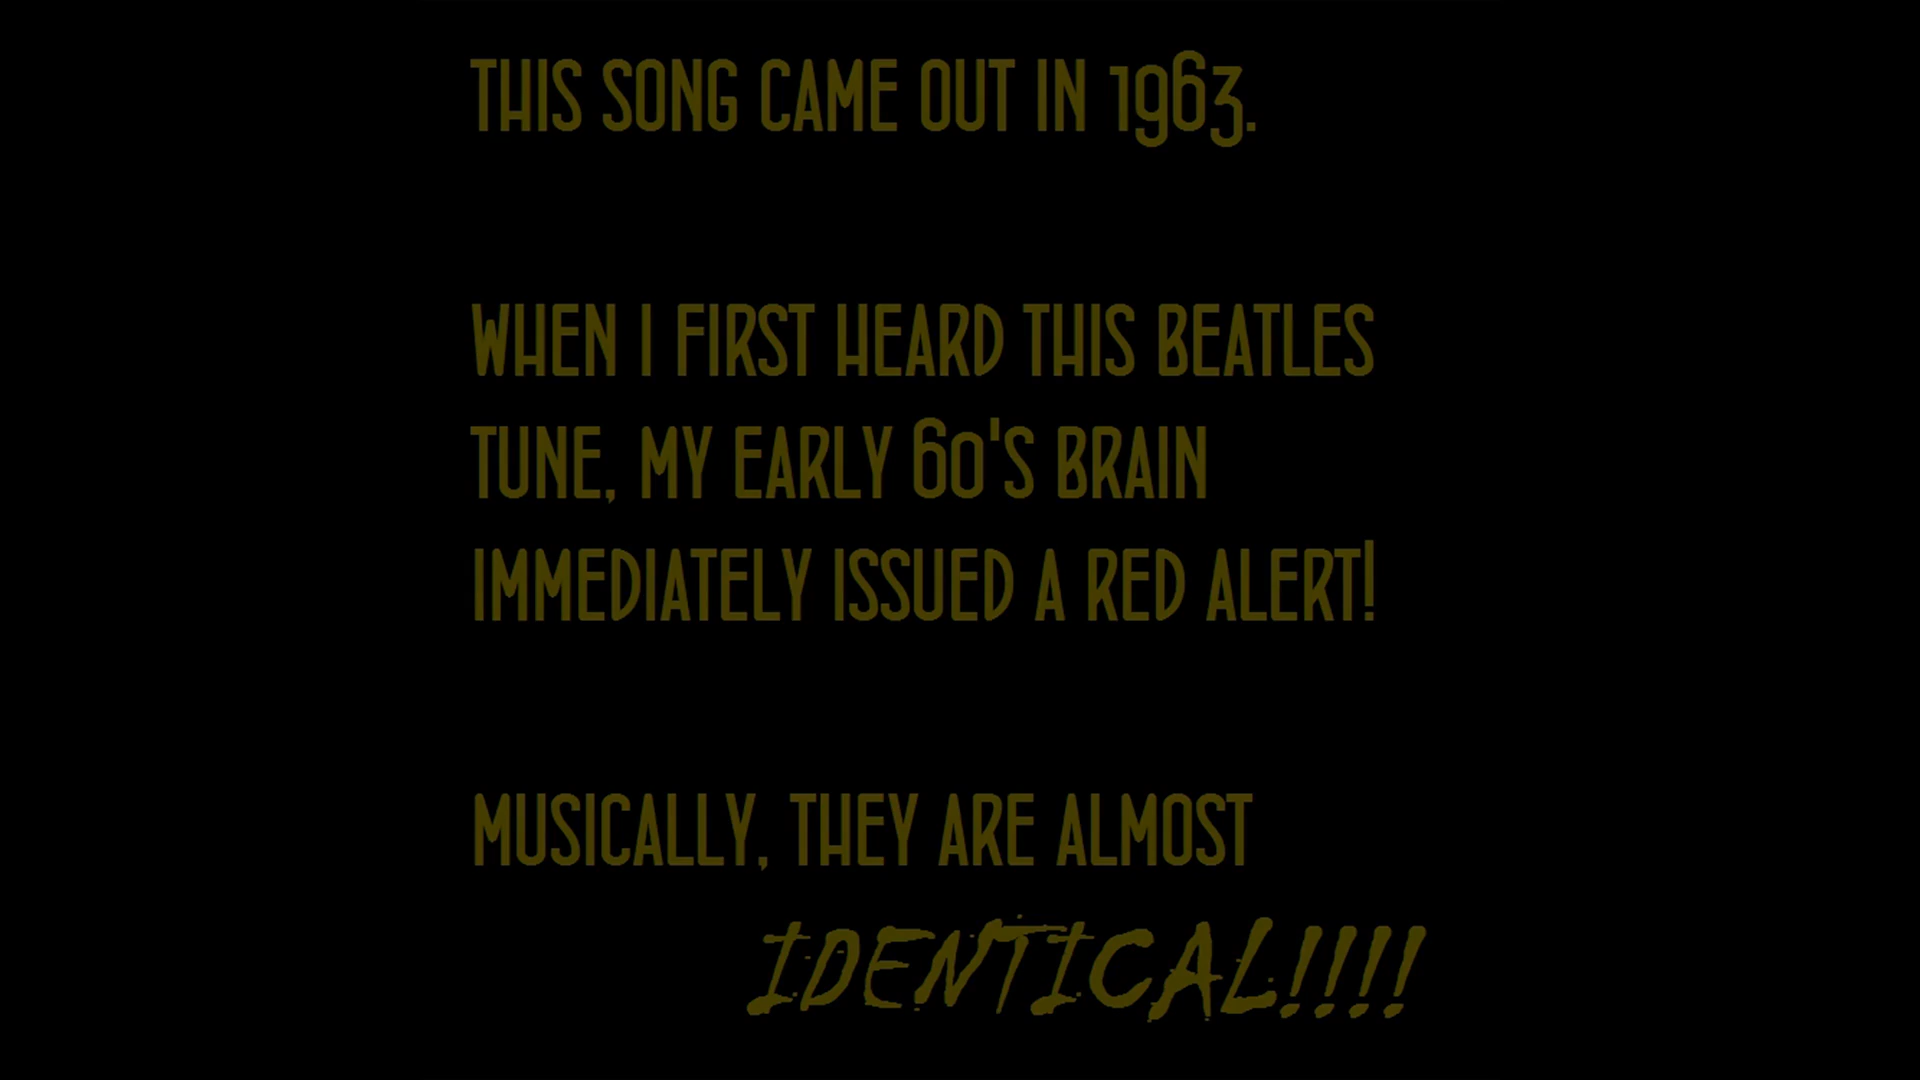 THIS SONG CAME OUT IN 1963.
WHEN I FIRST HEARD THIS BEATLES
TUNE, MY EARLY 60'S BRAIN
IMMEDIATELY ISSUED A RED ALERT!
MUSICALLY, THEY ARE ALMOST
IDENTICAL!!!!